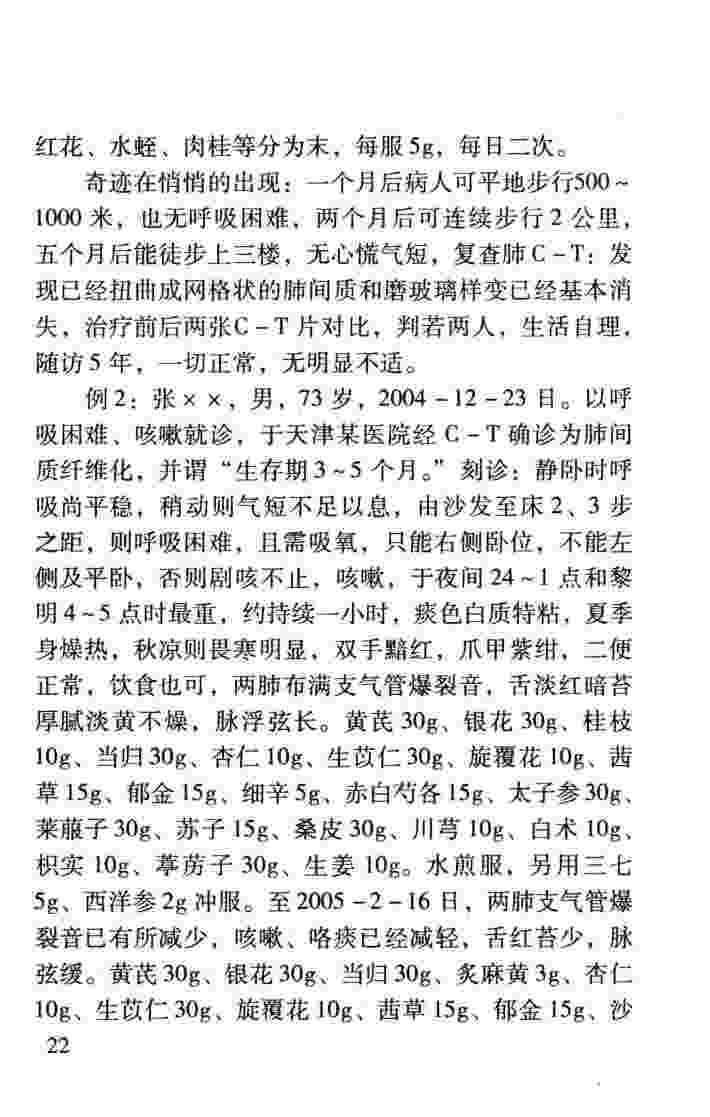 红花、水蛭、肉桂等分为末，每服5g，每日二次。
奇迹在悄悄的出现：一个月后病人可平地步行500～
1000米，也无呼吸困难，两个月后可连续步行2公里，
五个月后能徒步上三楼，无心慌气短，复查肺C－T：发
现已经扭曲成网格状的肺间质和磨玻璃样变已经基本消
失，治疗前后两张C－T片对比，判若两人，生活自理，
随访5年，一切正常，无明显不适。
例2：张××，男，73岁，2004－12－23日。以呼
吸困难、咳嗽就诊，于天津某医院经C－T确诊为肺间
质纤维化，并谓“生存期3～5个月。”刻诊：静卧时呼
吸尚平稳，稍动则气短不足以息，由沙发至床2、3步
之距，则呼吸困难，且需吸氧，只能右侧卧位，不能左
侧及平卧，否则剧咳不止，咳嗽，于夜间24～1点和黎
明4～5点时最重，约持续一小时，痰色白质特粘，夏季
身燥热，秋凉则畏寒明显，双手黯红，爪甲紫绀，二便
正常，饮食也可，两肺布满支气管爆裂音，舌淡红暗苔
厚腻淡黄不燥，脉浮弦长。黄芪30g、银花30g、桂枝
10g、当归30g、杏仁10g、生苡仁30g、旋覆花10g、茜
草15g、郁金15g、细辛5g、赤白芍各15g、太子参30g、
莱菔子30g、苏子15g、桑皮30g、川芎10g、白术10g、
枳实10g、葶苈子30g、生姜10g。水煎服，另用三七
5g、西洋参2g冲服。至2005－2－16日，两肺支气管爆
裂音已有所减少，咳嗽、咯痰已经减轻，舌红苔少，脉
弦缓。黄芪30g、银花30g、当归30g、炙麻黄3g、杏仁
10g、生苡仁30g、旋覆花10g、茜草15g、郁金15g、沙
22